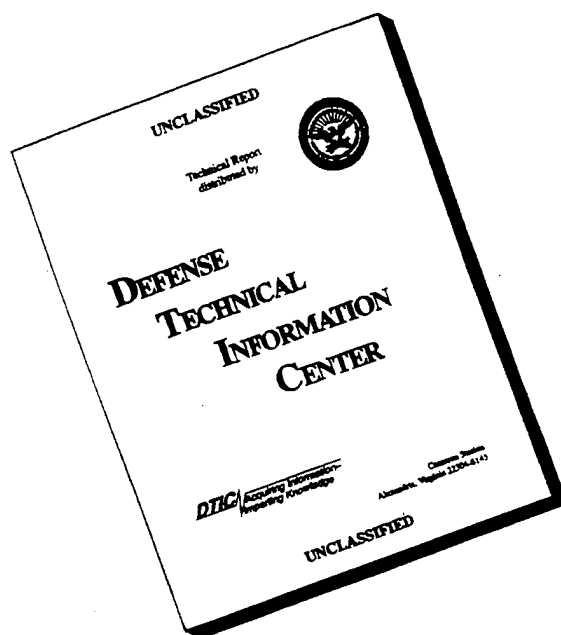 UNCLASSIFIED
Technical Report
distributed by
DEFENSE
TECHNICAL
INFORMATION
CENTER
DTIC Acquiring Information-
Imparting Knowledge
Cameron Station
Alexandria, Virginia 22304-6145
UNCLASSIFIED